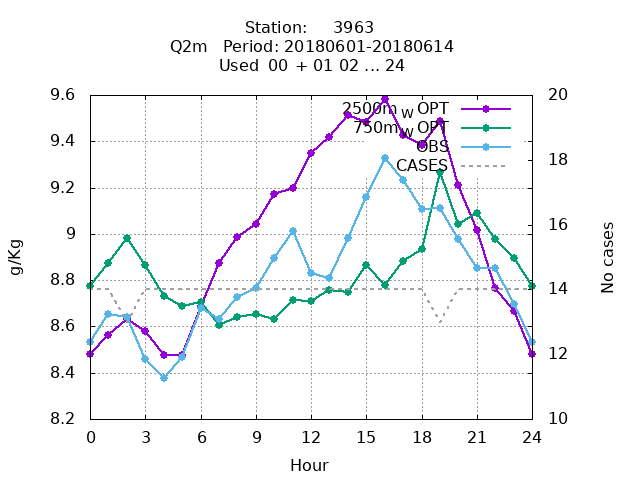 Station: 3963
Q2m Period: 20180601-20180614
Used 00 + 01 02 ... 24
9.6
9.4
9.2
9
8.8
8.6
8.4
8.2
g/Kg
20
18
16
14
12
10
No cases
2500m w OPT
750m w OPT
OBS
CASES
0 3 6 9 12 15 18 21 24
Hour